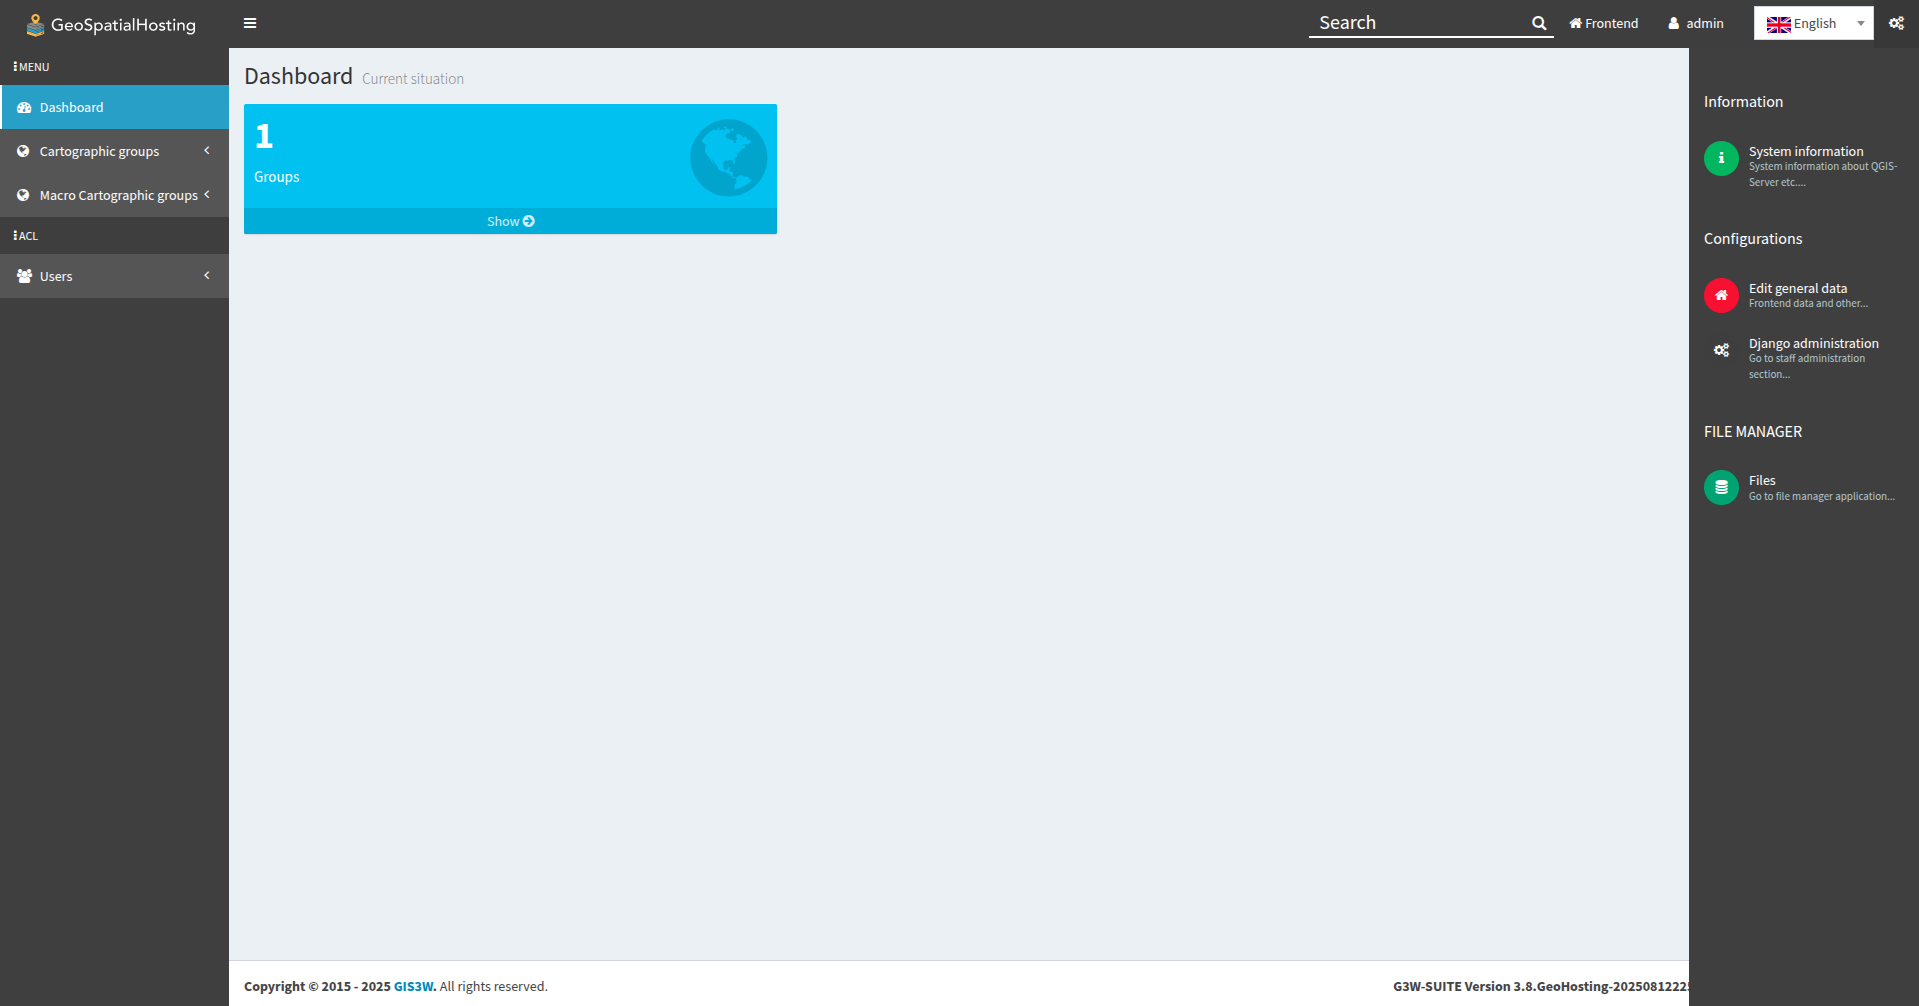 GeoSpatialHosting
Search
Frontend
admin
English
MENU
Dashboard
Cartographic groups
Macro Cartographic groups
ACL
Users
Dashboard Current situation
1
Groups
Show
Information
System information
System information about QGIS-
Server etc....
Configurations
Edit general data
Frontend data and other...
Django administration
Go to staff administration
section...
FILE MANAGER
Files
Go to file manager application...
Copyright © 2015 - 2025 GIS3W. All rights reserved.
G3W-SUITE Version 3.8.GeoHosting-2025081222